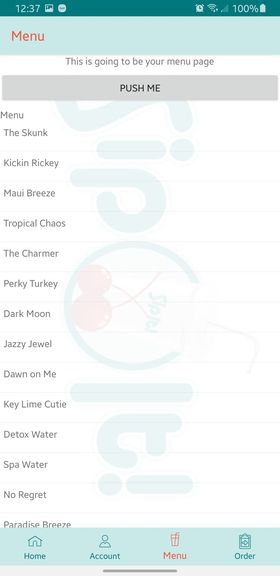 12:37
100%
Menu
This is going to be your menu page
PUSH ME
Menu
The Skunk
Kickin Rickey
Maui Breeze
Tropical Chaos
The Charmer
Perky Turkey
Dark Moon
Jazzy Jewel
Dawn on Me
Key Lime Cutie
Detox Water
Spa Water
No Regret
Paradise Breeze
Sip
It!
Home
Account
Menu
Order